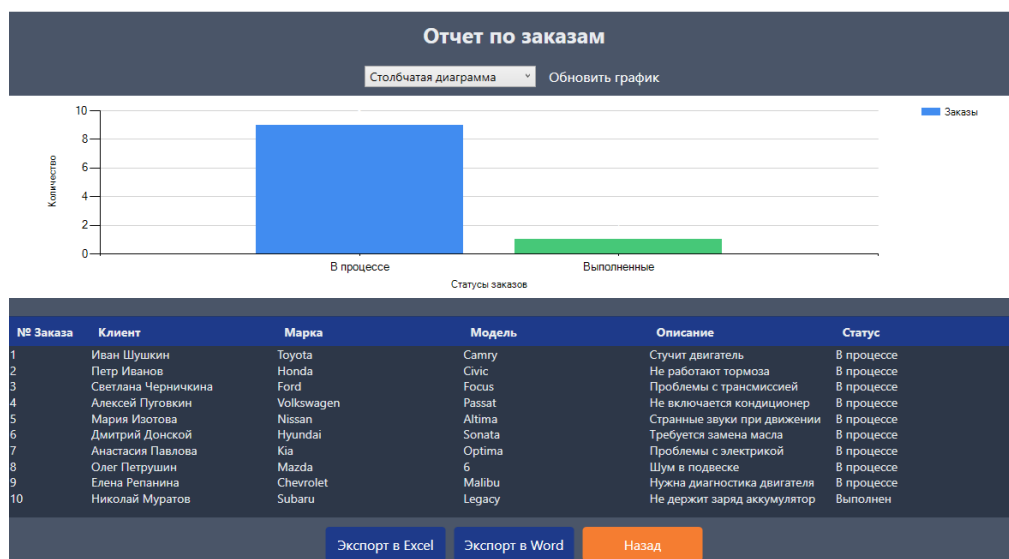 Отчет по заказам
Столбчатая диаграмма Обновить график
10
8
6
4
2
0
Количество
Заказы
В процессе Выполненные
Статусы заказов
№ Заказа Клиент Марка Модель Описание Статус
1 Иван Шушкин Toyota Camry Стучит двигатель В процессе
2 Петр Иванов Honda Civic Не работают тормоза В процессе
3 Светлана Черничкина Ford Focus Проблемы с трансмиссией В процессе
4 Алексей Пуговкин Volkswagen Passat Не включается кондиционер В процессе
5 Мария Изотова Nissan Altima Странные звуки при движении В процессе
6 Дмитрий Донской Hyundai Sonata Требуется замена масла В процессе
7 Анастасия Павлова Kia Optima Проблемы с электрикой В процессе
8 Олег Петрушин Mazda 6 Шум в подвеске В процессе
9 Елена Репанина Chevrolet Malibu Нужна диагностика двигателя В процессе
10 Николай Муратов Subaru Legacy Не держит заряд аккумулятор Выполнен
Экспорт в Excel Экспорт в Word Назад